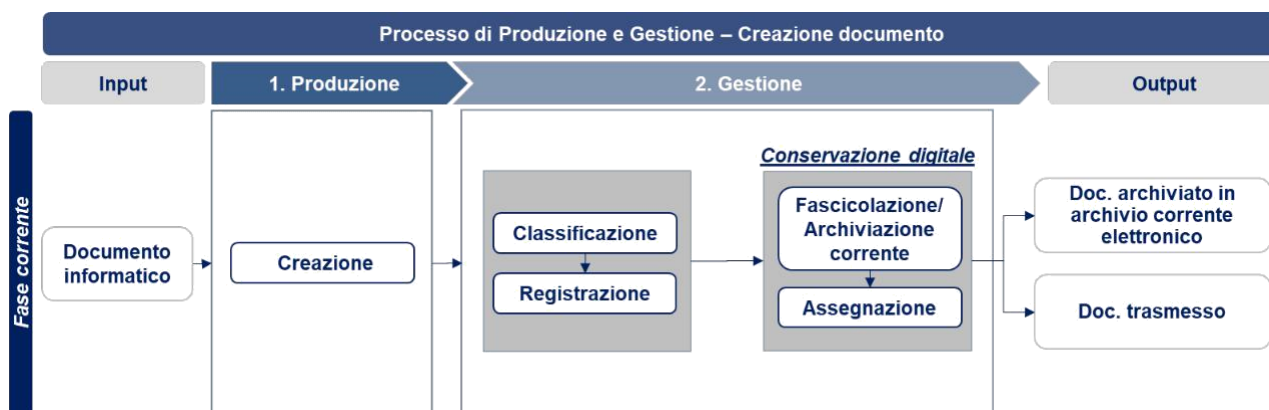 Processo di Produzione e Gestione – Creazione documento
Input
1. Produzione
2. Gestione
Output
Fase corrente
Documento
informatico
Creazione
Classificazione
Registrazione
Conservazione digitale
Fascicolazione/
Archiviazione
corrente
Assegnazione
Doc. archiviato in
archivio corrente
elettronico
Doc. trasmesso